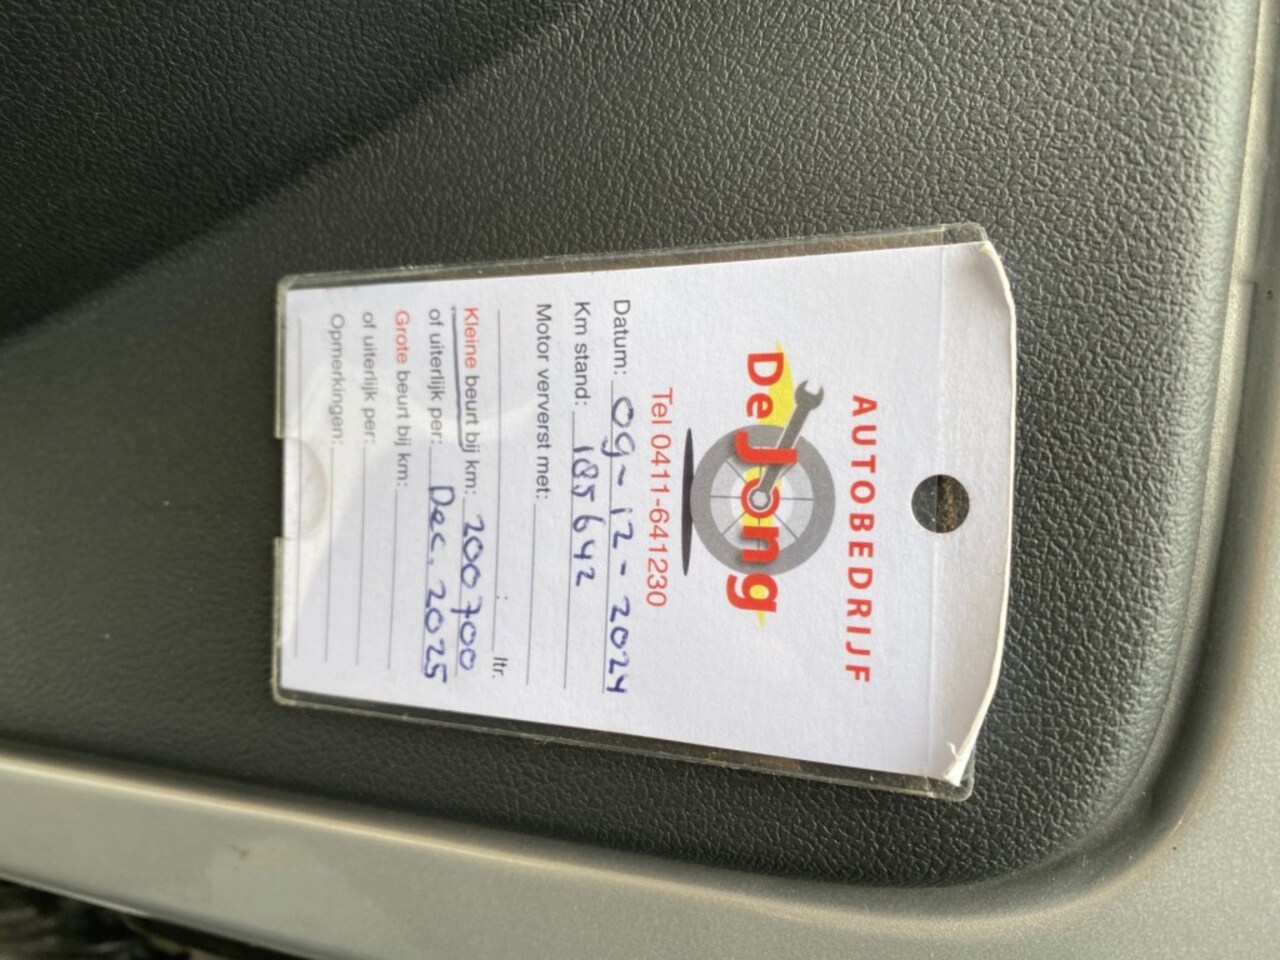 AUTOBEDRIJF
De Jong
Tel 0411-641230
Datum: 09-12-2024
Km stand: 185642
Motor ververst met:
: ltr.
Kleine beurt bij km: 200700
of uiterlijk per: Dec. 2025
Grote beurt bij km:
of uiterlijk per:
Opmerkingen: